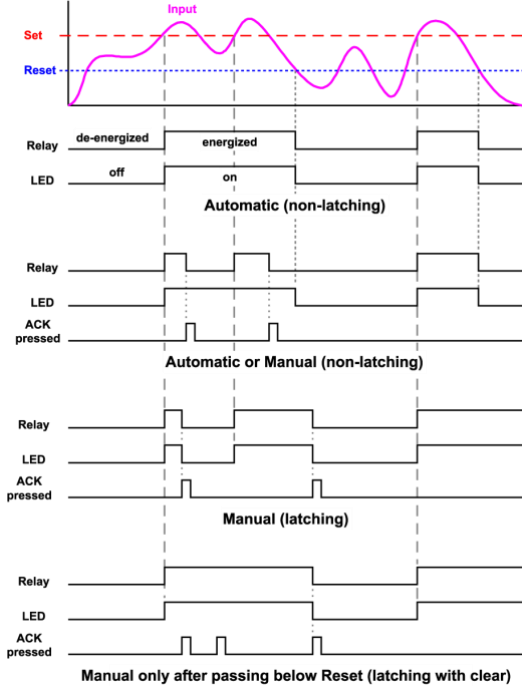 Input
Set
Reset
de-energized energized
Relay
off on
LED
Automatic (non-latching)
Relay
LED
ACK
pressed
Automatic or Manual (non-latching)
Relay
LED
ACK
pressed
Manual (latching)
Relay
LED
ACK
pressed
Manual only after passing below Reset (latching with clear)